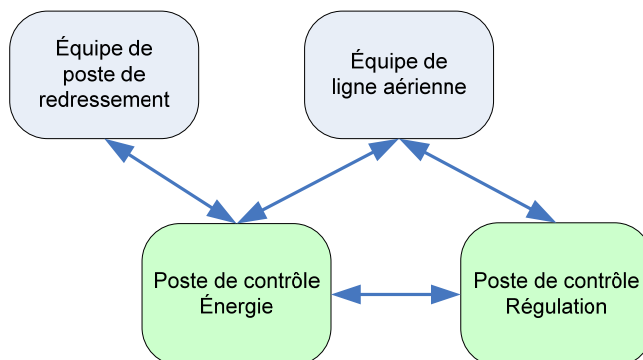 Équipe de
poste de
redressement
Équipe de
ligne aérienne
Poste de contrôle
Énergie
Poste de contrôle
Régulation